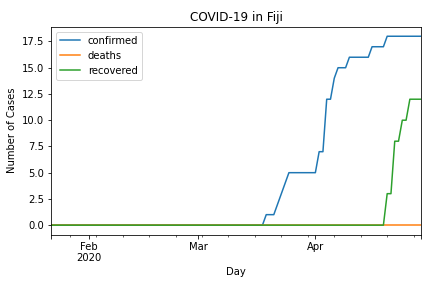 COVID-19 in Fiji
confirmed
deaths
recovered
Number of Cases
17.5
15.0
12.5
10.0
7.5
5.0
2.5
0.0
Feb
2020
Mar
Apr
Day